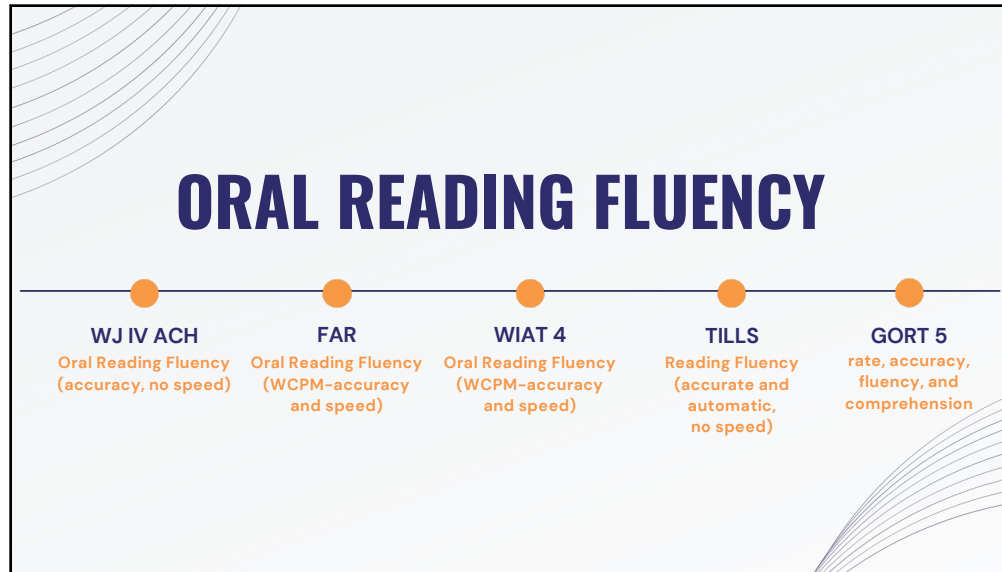 ORAL READING FLUENCY
WJ IV ACH
Oral Reading Fluency
(accuracy, no speed)
FAR
Oral Reading Fluency
(WCPM-accuracy
and speed)
WIAT 4
Oral Reading Fluency
(WCPM-accuracy
and speed)
TILLS
Reading Fluency
(accurate and
automatic,
no speed)
GORT 5
rate, accuracy,
fluency, and
comprehension